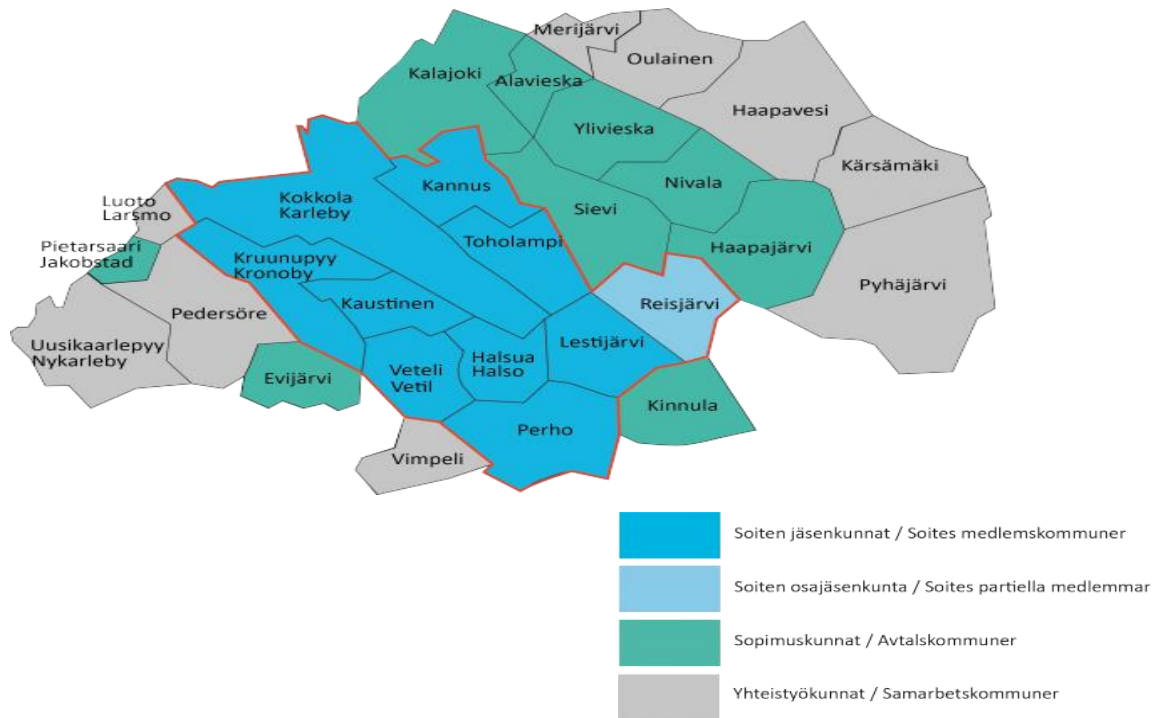 Merijärvi
Oulainen
Kalajoki
Alavieska
Haapavesi
Ylivieska
Kärsämäki
Kannus
Nivala
Kokkola
Karleby
Luoto
Larsmo
Sievi
Toholampi
Haapajärvi
Pietarsaari
Jakobstad
Kruunupyy
Kronoby
Pyhäjärvi
Kaustinen
Reisjärvi
Pedersöre
Uusikaarlepyy
Nykarleby
Lestijärvi
Halsua
Halso
Evijärvi
Veteli
Vetil
Kinnula
Perho
Vimpeli
Soiten jäsenkunnat / Soites medlemskommuner
Soiten osajäsenkunta / Soites partiella medlemmar
Sopimuskunnat / Avtalskommuner
Yhteistyökunnat / Samarbetskommuner